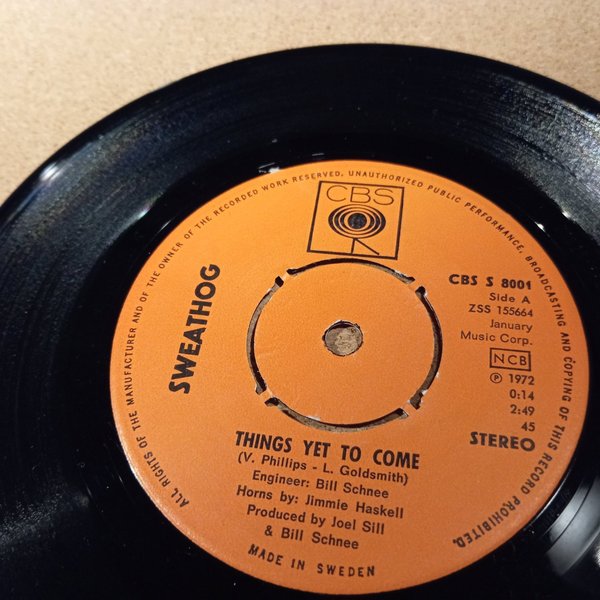 ALL RIGHTS OF THE MANUFACTURER AND OF THE OWNER OF THE RECORDED WORK RESERVED, UNAUTHORIZED PUBLIC PERFORMANCE, BROADCASTING AND COPYING OF THIS RECORD PROHIBITED.
CBS
SWEATHOG
CBS S 8001
Side A
ZSS 155664
January
Music Corp.
NCB
℗ 1972
0:14
2:49
45
STEREO
THINGS YET TO COME
(V. Phillips - L. Goldsmith)
Engineer: Bill Schnee
Horns by: Jimmie Haskell
Produced by Joel Sill
& Bill Schnee
MADE IN SWEDEN